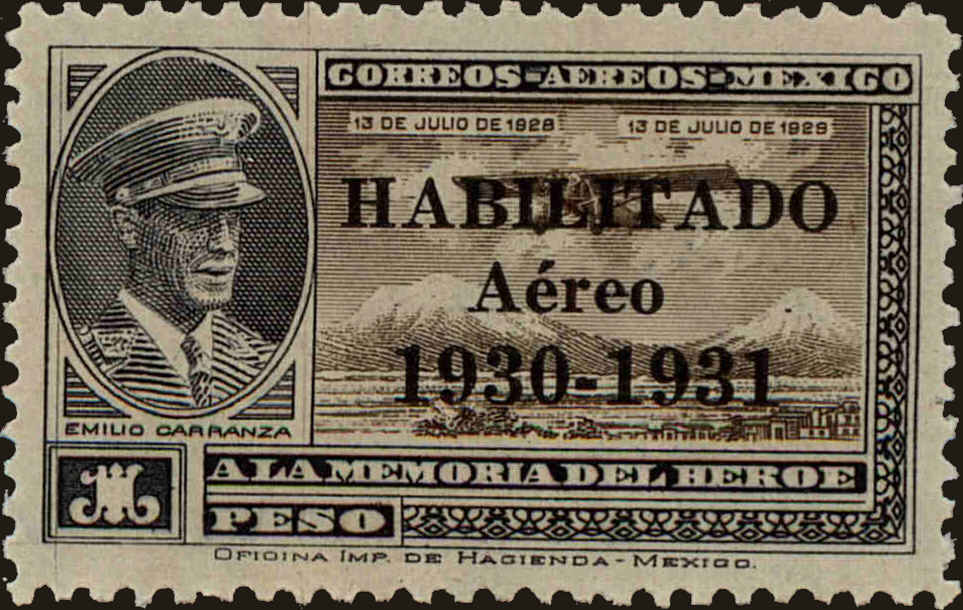 CORREOS-AEREOS-MEXICO
13 DE JULIO DE 1928 13 DE JULIO DE 1929
HABILITADO
Aéreo
1930-1931
EMILIO CARRANZA
1 A LA MEMORIA DEL HEROE
PESO
OFICINA IMP. DE HACIENDA-MEXICO.